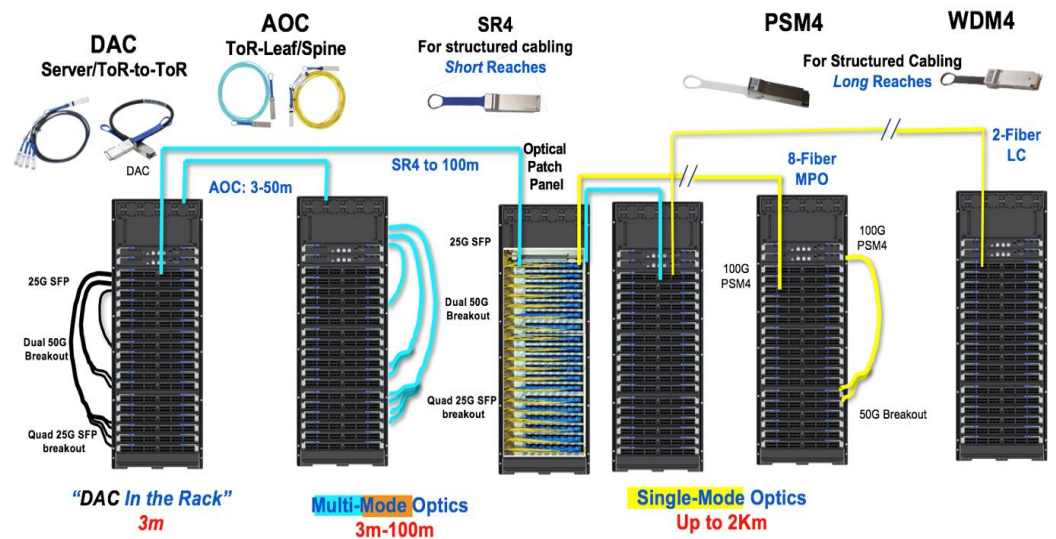 DAC
Server/ToR-to-ToR
AOC
ToR-Leaf/Spine
SR4
For structured cabling
Short Reaches
PSM4
WDM4
For Structured Cabling
Long Reaches
DAC
AOC: 3-50m
SR4 to 100m
Optical
Patch
Panel
8-Fiber
MPO
2-Fiber
LC
25G SFP
Dual 50G
Breakout
Quad 25G SFP
breakout
25G SFP
Dual 50G
Breakout
Quad 25G SFP
breakout
100G
PSM4
100G
PSM4
50G Breakout
“DAC In the Rack”
3m
Multi-Mode Optics
3m-100m
Single-Mode Optics
Up to 2Km